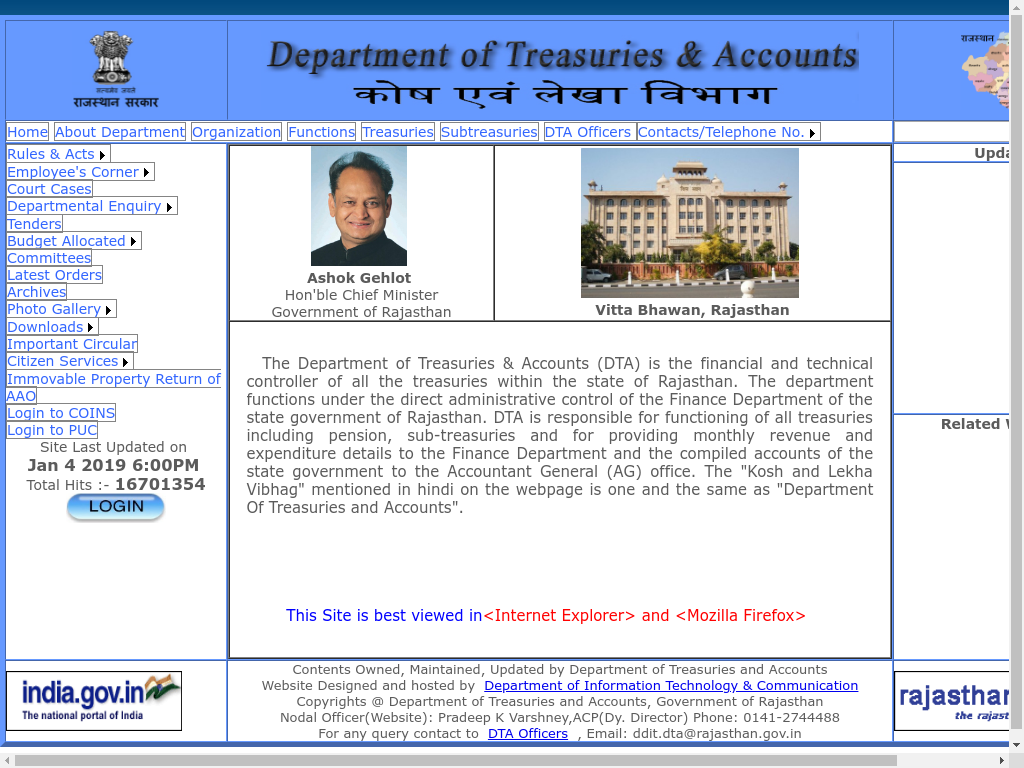 सत्यमेव जयते
राजस्थान सरकार
Department of Treasuries & Accounts
कोष एवं लेखा विभाग
राजस्थान
Home About Department Organization Functions Treasuries Subtreasuries DTA Officers Contacts/Telephone No.
Rules & Acts
Employee's Corner
Court Cases
Departmental Enquiry
Tenders
Budget Allocated
Committees
Latest Orders
Archives
Photo Gallery
Downloads
Important Circular
Citizen Services
Immovable Property Return of
AAO
Login to COINS
Login to PUC
Site Last Updated on
Jan 4 2019 6:00PM
Total Hits :- 16701354
LOGIN
Ashok Gehlot
Hon'ble Chief Minister
Government of Rajasthan
Vitta Bhawan, Rajasthan
The Department of Treasuries & Accounts (DTA) is the financial and technical
controller of all the treasuries within the state of Rajasthan. The department
functions under the direct administrative control of the Finance Department of the
state government of Rajasthan. DTA is responsible for functioning of all treasuries
including pension, sub-treasuries and for providing monthly revenue and
expenditure details to the Finance Department and the compiled accounts of the
state government to the Accountant General (AG) office. The "Kosh and Lekha
Vibhag" mentioned in hindi on the webpage is one and the same as "Department
Of Treasuries and Accounts".
This Site is best viewed in<Internet Explorer> and <Mozilla Firefox>
Upda
Related
india.gov.in
The national portal of India
Contents Owned, Maintained, Updated by Department of Treasuries and Accounts
Website Designed and hosted by Department of Information Technology & Communication
Copyrights @ Department of Treasuries and Accounts, Government of Rajasthan
Nodal Officer(Website): Pradeep K Varshney,ACP(Dy. Director) Phone: 0141-2744488
For any query contact to DTA Officers , Email: ddit.dta@rajasthan.gov.in
rajasthan
the rajast